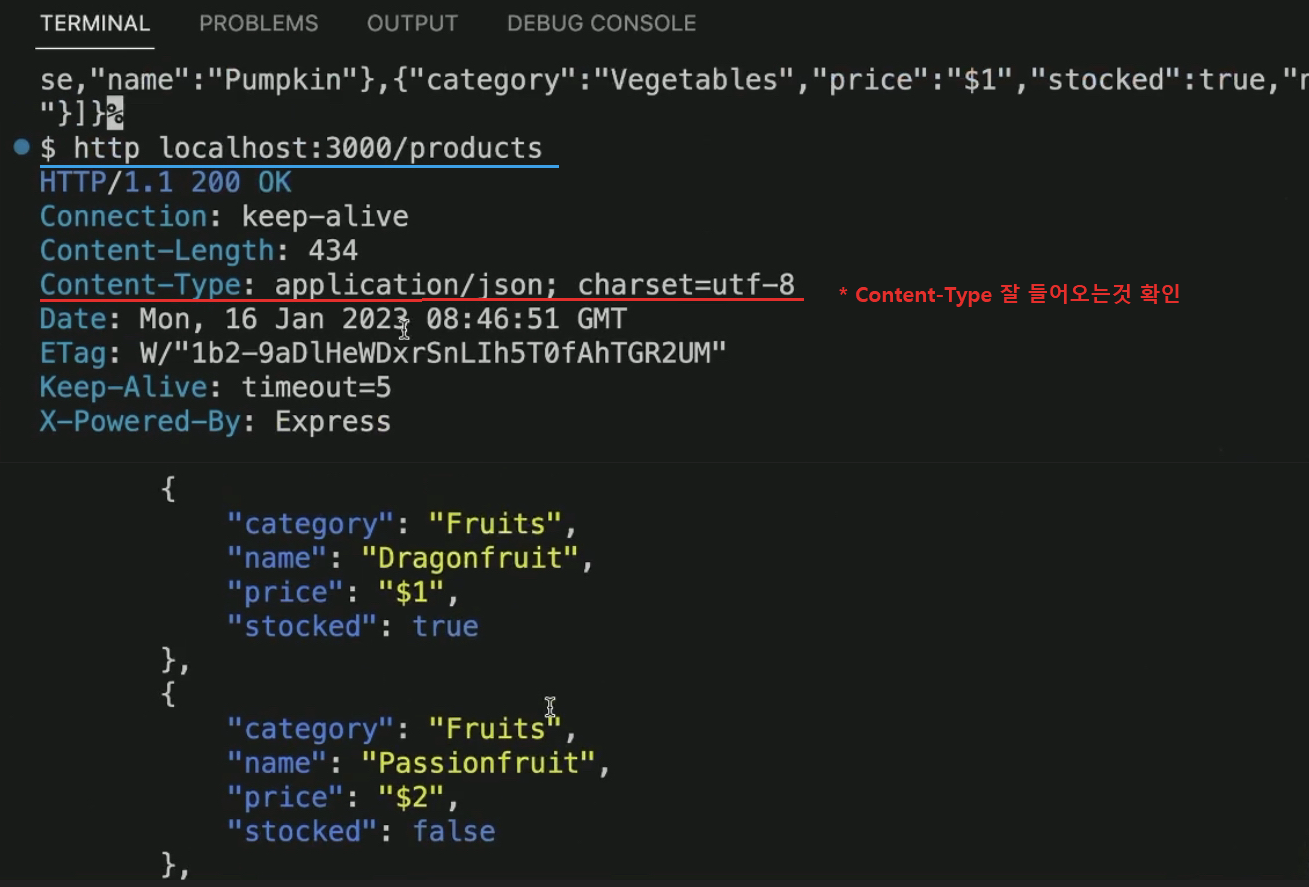 TERMINAL PROBLEMS OUTPUT DEBUG CONSOLE
se,"name":"Pumpkin"},{"category":"Vegetables","price":"$1","stocked":true,"n
"}]}%
$ http localhost:3000/products
HTTP/1.1 200 OK
Connection: keep-alive
Content-Length: 434
Content-Type: application/json; charset=utf-8 * Content-Type 잘 들어오는것 확인
Date: Mon, 16 Jan 2023 08:46:51 GMT
ETag: W/"1b2-9aDlHeWDxrSnLIh5T0fAhTGR2UM"
Keep-Alive: timeout=5
X-Powered-By: Express
{
"category": "Fruits",
"name": "Dragonfruit",
"price": "$1",
"stocked": true
},
{
"category": "Fruits",
"name": "Passionfruit",
"price": "$2",
"stocked": false
},